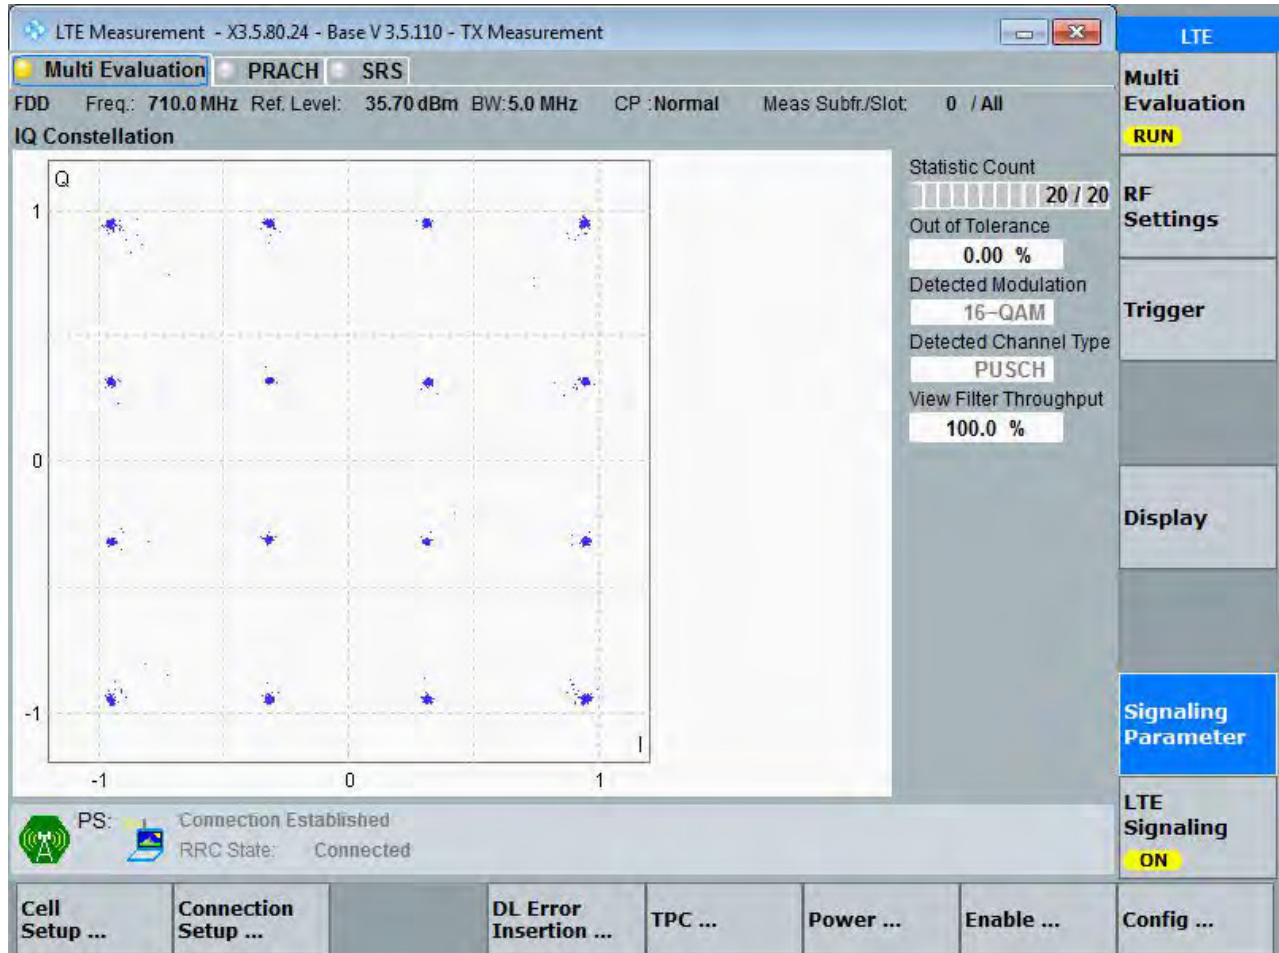 LTE Measurement - X3.5.80.24 - Base V 3.5.110 - TX Measurement
LTE
Multi Evaluation PRACH SRS
FDD Freq.: 710.0 MHz Ref. Level: 35.70 dBm BW: 5.0 MHz CP : Normal Meas Subfr./Slot: 0 / All
IQ Constellation
Q
1
0
-1
-1 0 1
I
Statistic Count
20 / 20
Out of Tolerance
0.00 %
Detected Modulation
16-QAM
Detected Channel Type
PUSCH
View Filter Throughput
100.0 %
Multi
Evaluation
RUN
RF
Settings
Trigger
Display
Signaling
Parameter
LTE
Signaling
ON
PS: Connection Established
RRC State: Connected
Cell
Setup ...
Connection
Setup ...
DL Error
Insertion ...
TPC ...
Power ...
Enable ...
Config ...